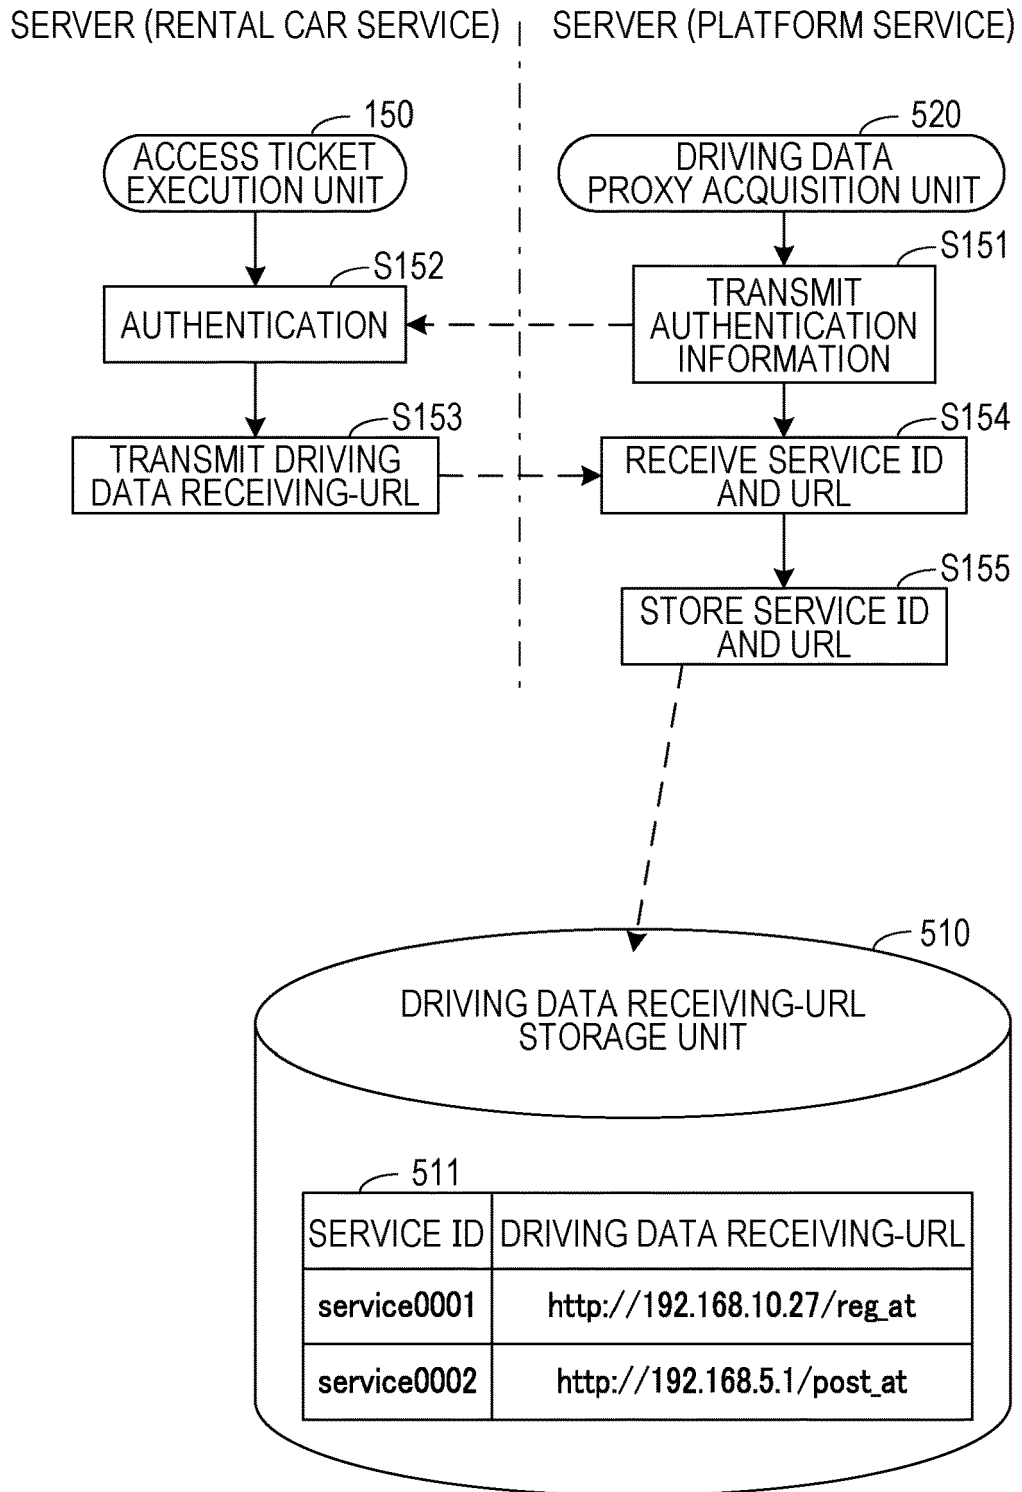 SERVER (RENTAL CAR SERVICE)
SERVER (PLATFORM SERVICE)
150
ACCESS TICKET
EXECUTION UNIT
520
DRIVING DATA
PROXY ACQUISITION UNIT
S151
TRANSMIT
AUTHENTICATION
INFORMATION
S152
AUTHENTICATION
S153
TRANSMIT DRIVING
DATA RECEIVING-URL
S154
RECEIVE SERVICE ID
AND URL
S155
STORE SERVICE ID
AND URL
510
DRIVING DATA RECEIVING-URL
STORAGE UNIT
511
SERVICE ID DRIVING DATA RECEIVING-URL
service0001 http://192.168.10.27/reg_at
service0002 http://192.168.5.1/post_at